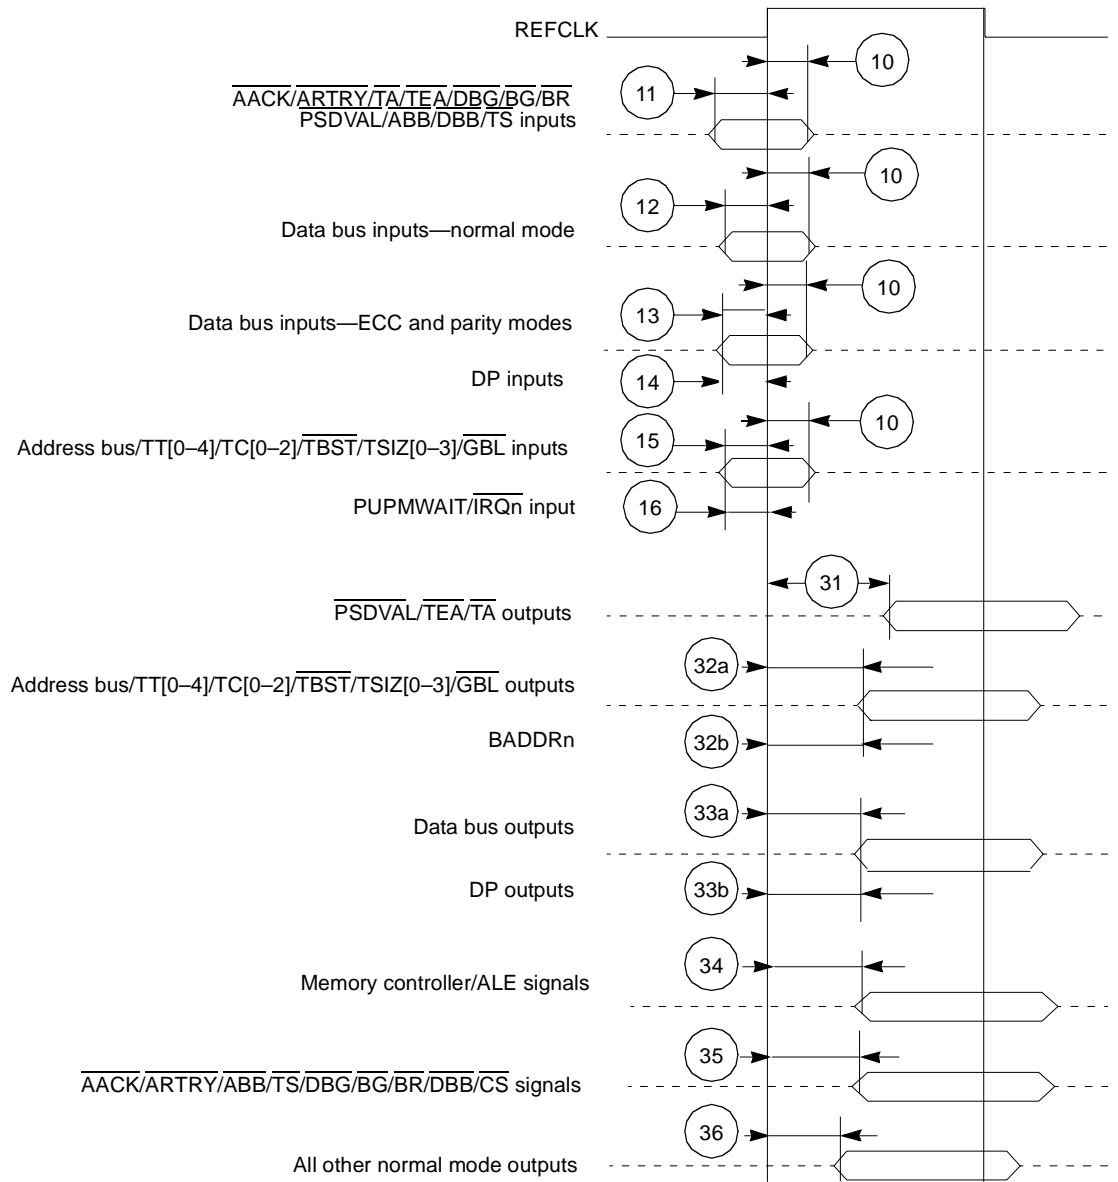 REFCLK
10
AACK/ARTRY/TA/TEA/DBG/BG/BR
11
PSDVAL/ABB/DBB/TS inputs
10
12
Data bus inputs—normal mode
10
13
Data bus inputs—ECC and parity modes
DP inputs
14
10
15
Address bus/TT[0–4]/TC[0–2]/TBST/TSIZ[0–3]/GBL inputs
PUPMWAIT/IRQn input
16
31
PSDVAL/TEA/TA outputs
32a
Address bus/TT[0–4]/TC[0–2]/TBST/TSIZ[0–3]/GBL outputs
BADDRn
32b
33a
Data bus outputs
DP outputs
33b
34
Memory controller/ALE signals
35
AACK/ARTRY/ABB/TS/DBG/BG/BR/DBB/CS signals
36
All other normal mode outputs